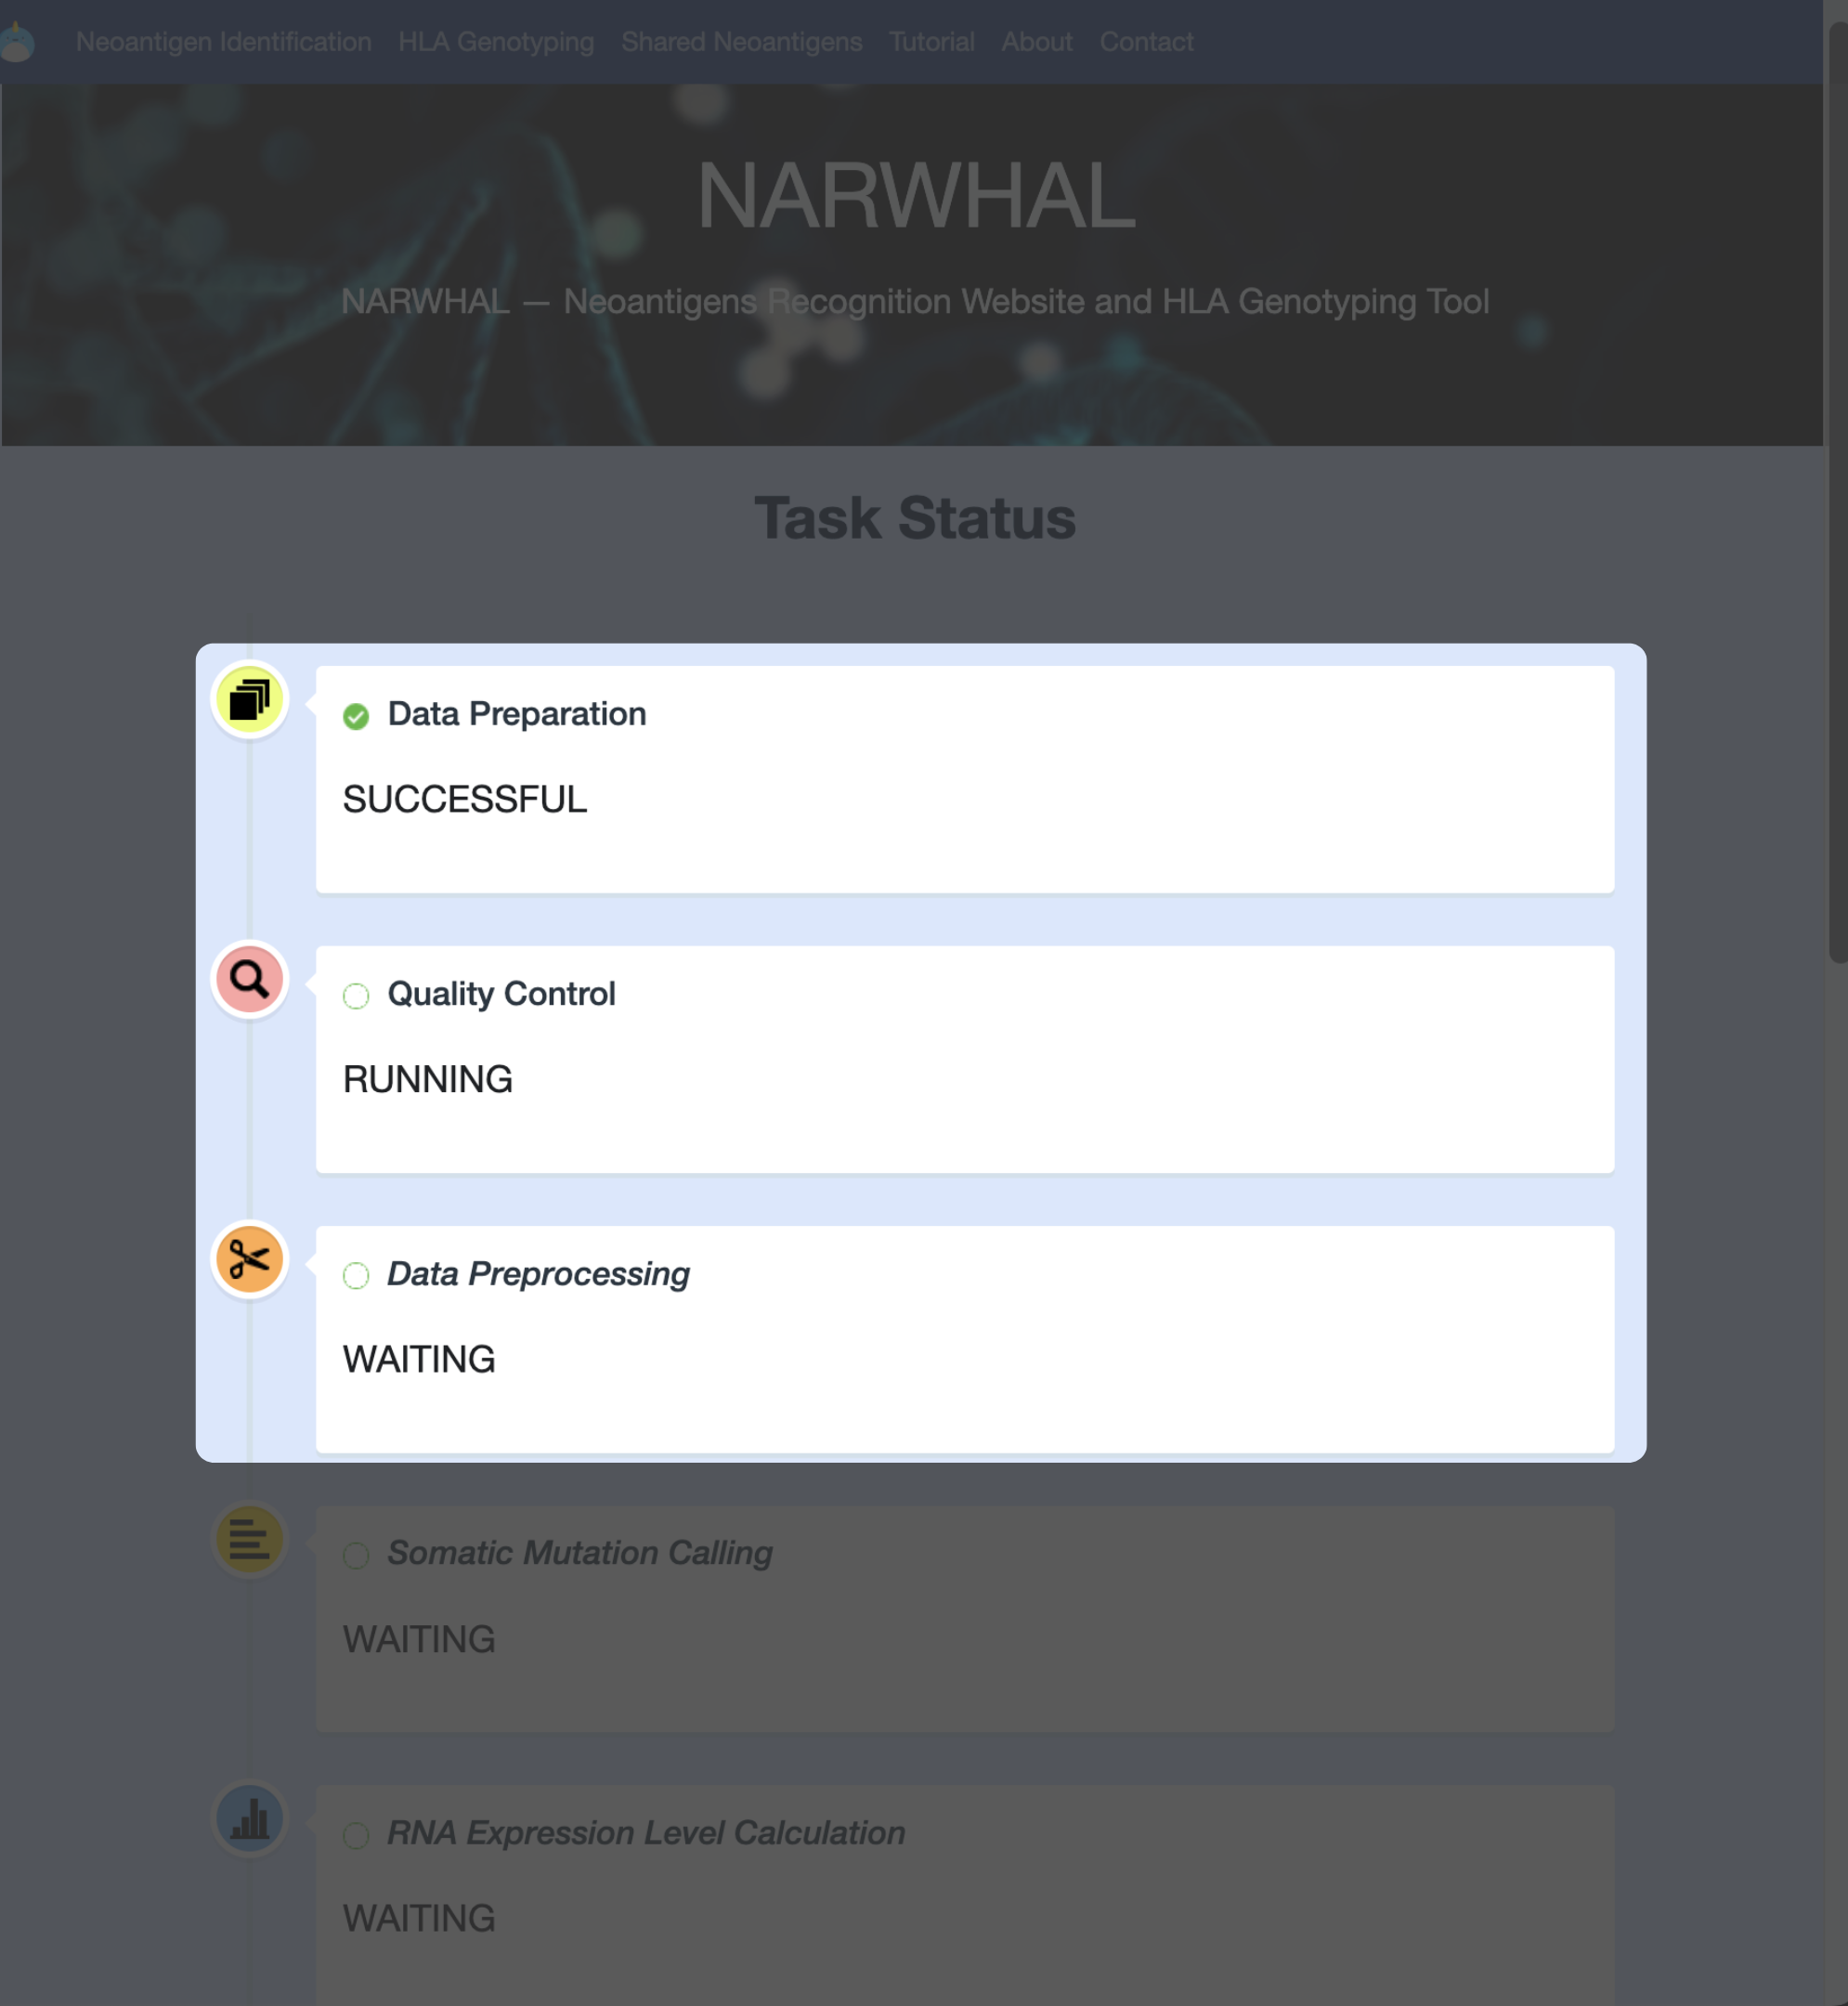 Neoantigen Identification HLA Genotyping Shared Neoantigens Tutorial About Contact
NARWHAL
NARWHAL — Neoantigens Recognition Website and HLA Genotyping Tool
Task Status
Data Preparation
SUCCESSFUL
Quality Control
RUNNING
Data Preprocessing
WAITING
Somatic Mutation Calling
WAITING
RNA Expression Level Calculation
WAITING